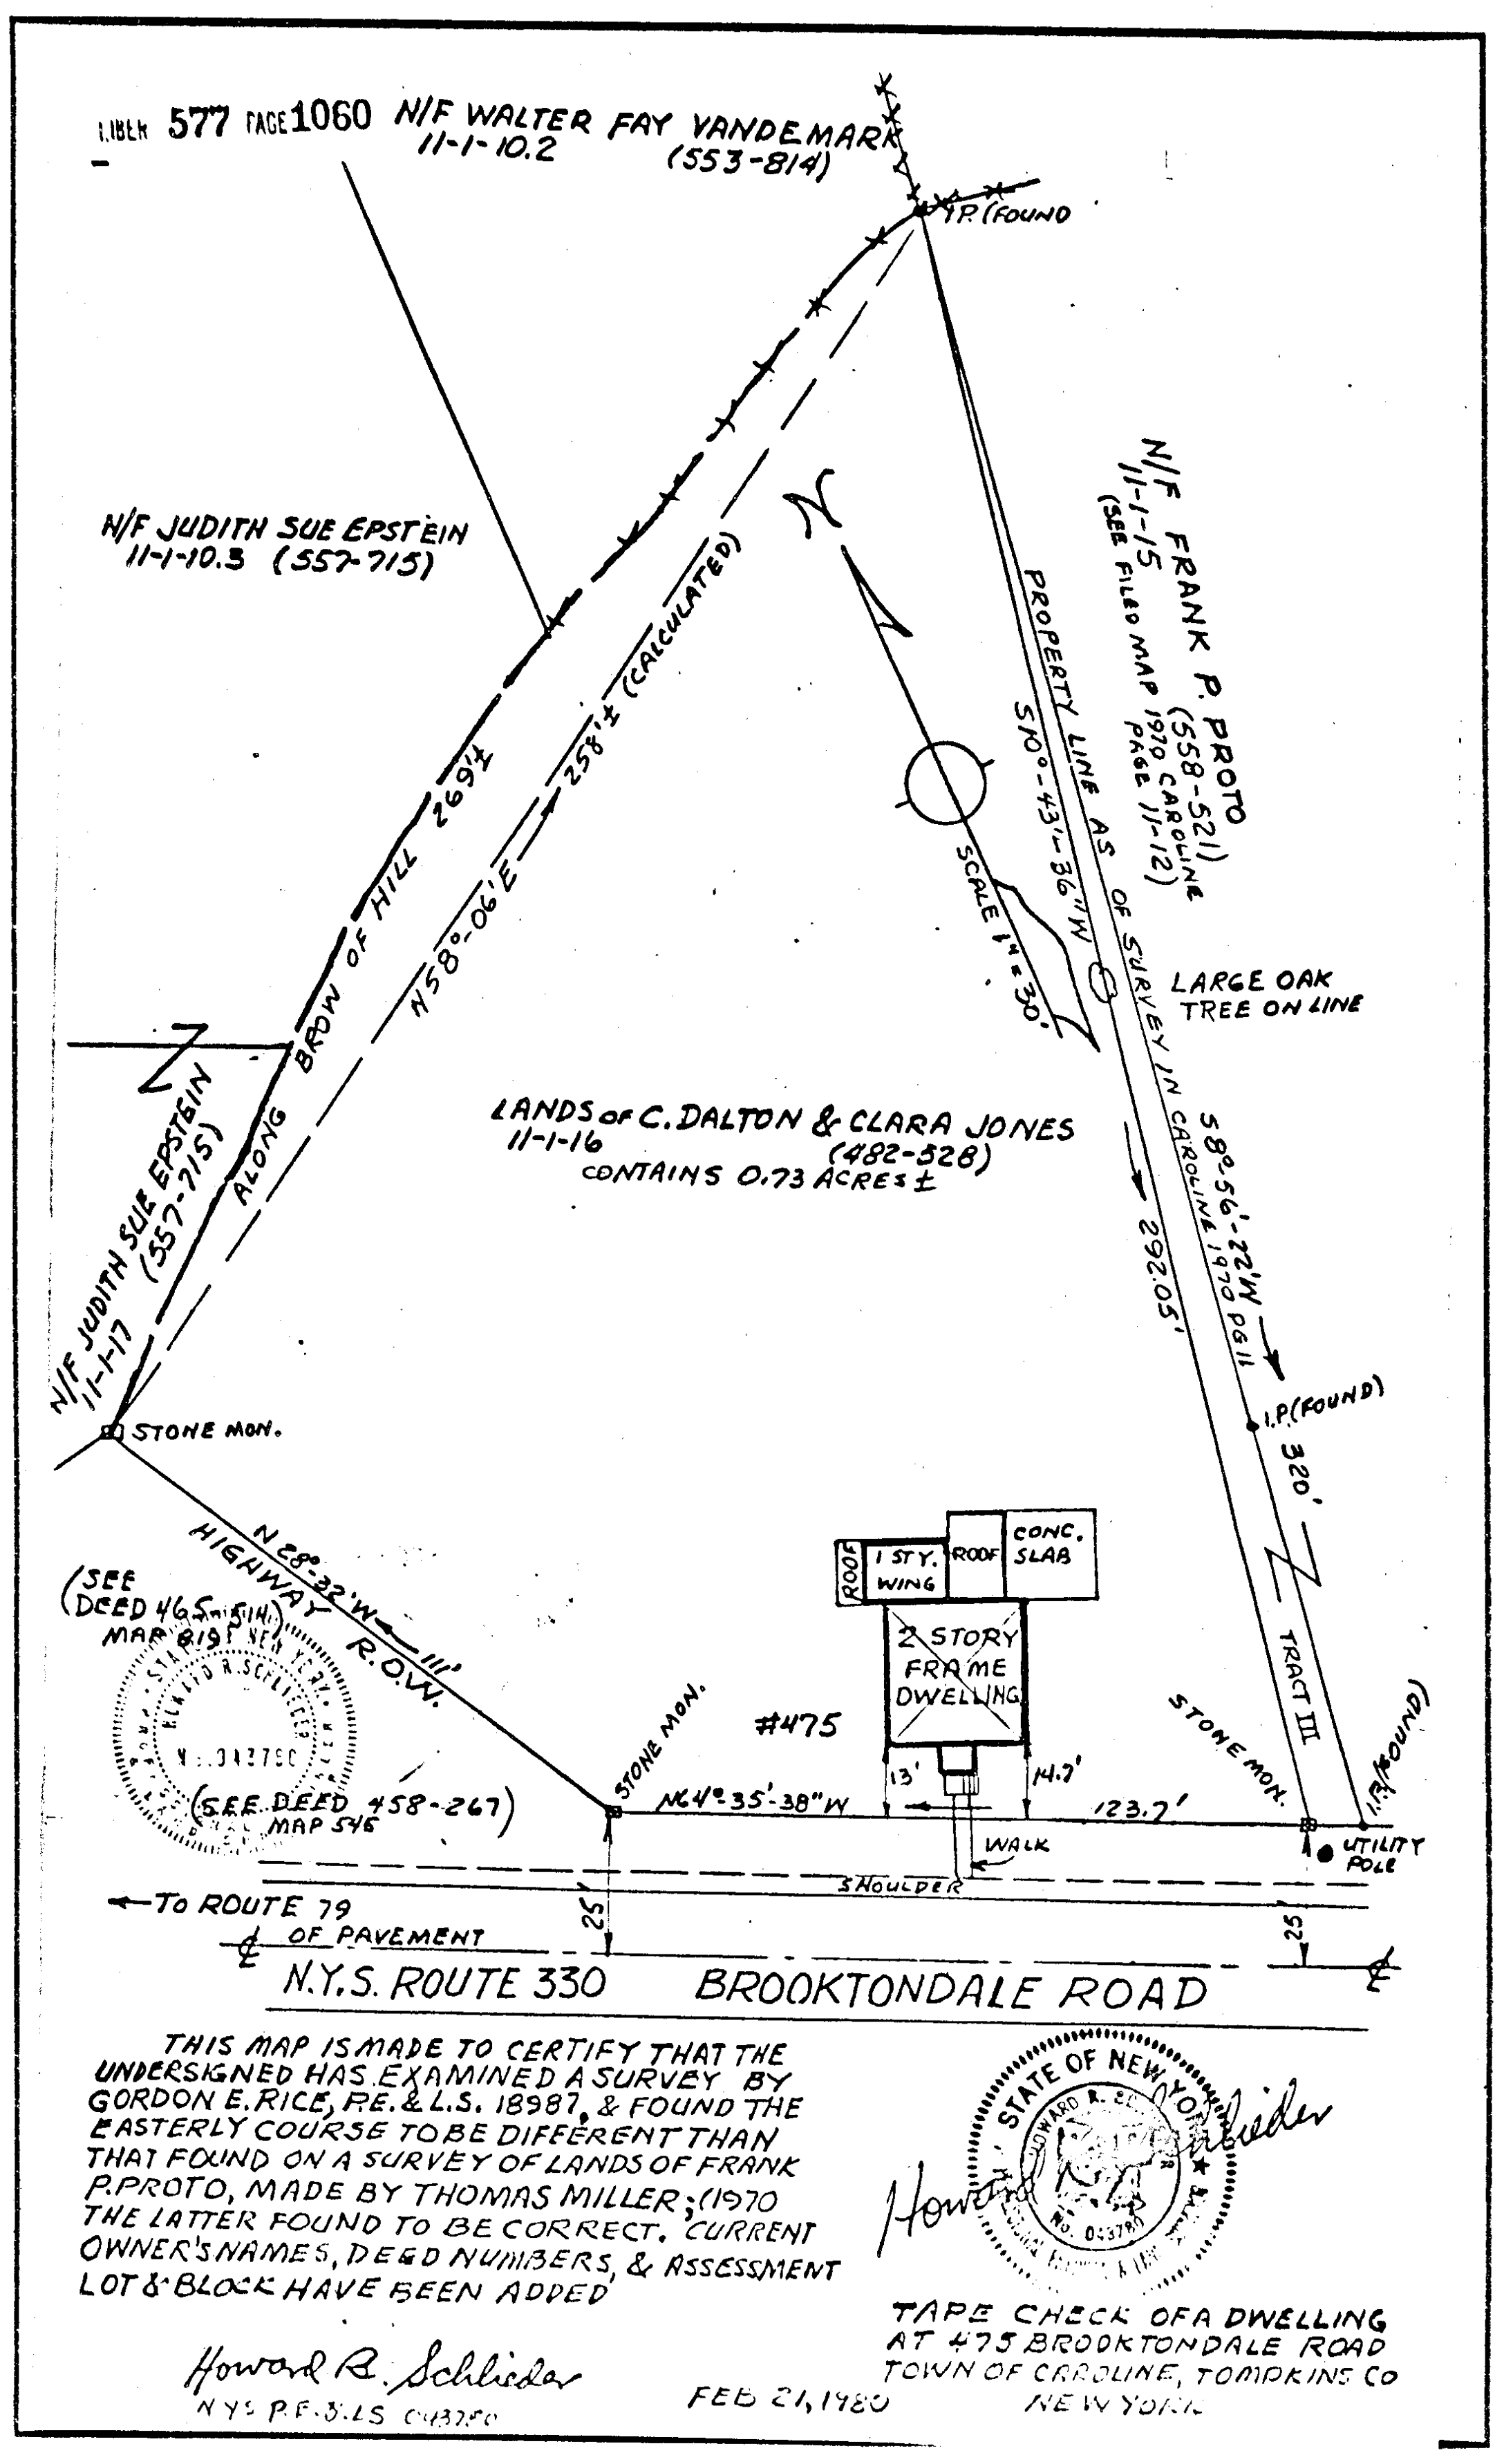 LIBER 577 PAGE 1060
N/F WALTER FAY VANDEMARK
11-1-10.2 (553-814)
I.P. (FOUND
N/F JUDITH SUE EPSTEIN
11-1-10.3 (557-715)
N
N/F FRANK P. PROTO
11-1-15 (558-521)
(SEE FILED MAP 1970 CAROLINE
PAGE 11-12)
PROPERTY LINE AS OF SURVEY IN CAROLINE 1970 PG 11
S10°-43'-36"W
292.05'
258'± (CALCULATED)
N58°-06'E
ALONG BROW OF HILL 269'±
SCALE 1"=30'
LARGE OAK
TREE ON LINE
LANDS OF C. DALTON & CLARA JONES
11-1-16 (482-528)
CONTAINS 0.73 ACRES ±
N/F JUDITH SUE EPSTEIN
11-1-17 (557-715)
S8°-56'-22"W
I.P. (FOUND)
320'
TRACT III
STONE MON.
N28°-32'W
111'
HIGHWAY R.O.W.
(SEE
DEED 465-514)
MAP 819
STATE NEW YORK
HOWARD R. SCHLIEDER
No. 043780
(SEE DEED 458-267)
MAP 545
ROOF
1 STY.
WING
ROOF
CONC.
SLAB
2 STORY
FRAME
DWELLING
#475
STONE MON.
13'
14.7'
N64°-35'-38"W
123.7'
STONE MON.
I.P. (FOUND)
UTILITY
POLE
WALK
SHOULDER
25'
25
←TO ROUTE 79
℄ OF PAVEMENT
℄
N.Y.S. ROUTE 330 BROOKTONDALE ROAD
THIS MAP IS MADE TO CERTIFY THAT THE
UNDERSIGNED HAS EXAMINED A SURVEY BY
GORDON E. RICE, P.E. & L.S. 18987, & FOUND THE
EASTERLY COURSE TO BE DIFFERENT THAN
THAT FOUND ON A SURVEY OF LANDS OF FRANK
P. PROTO, MADE BY THOMAS MILLER; (1970
THE LATTER FOUND TO BE CORRECT. CURRENT
OWNER'S NAMES, DEED NUMBERS, & ASSESSMENT
LOT & BLOCK HAVE BEEN ADDED
Howard R. Schlieder
NYS P.E. & LS 043780
STATE OF NEW YORK
HOWARD R.
No. 043780
Howard Schlieder
FEB 21, 1980
TAPE CHECK OF A DWELLING
AT 475 BROOKTONDALE ROAD
TOWN OF CAROLINE, TOMPKINS CO
NEW YORK